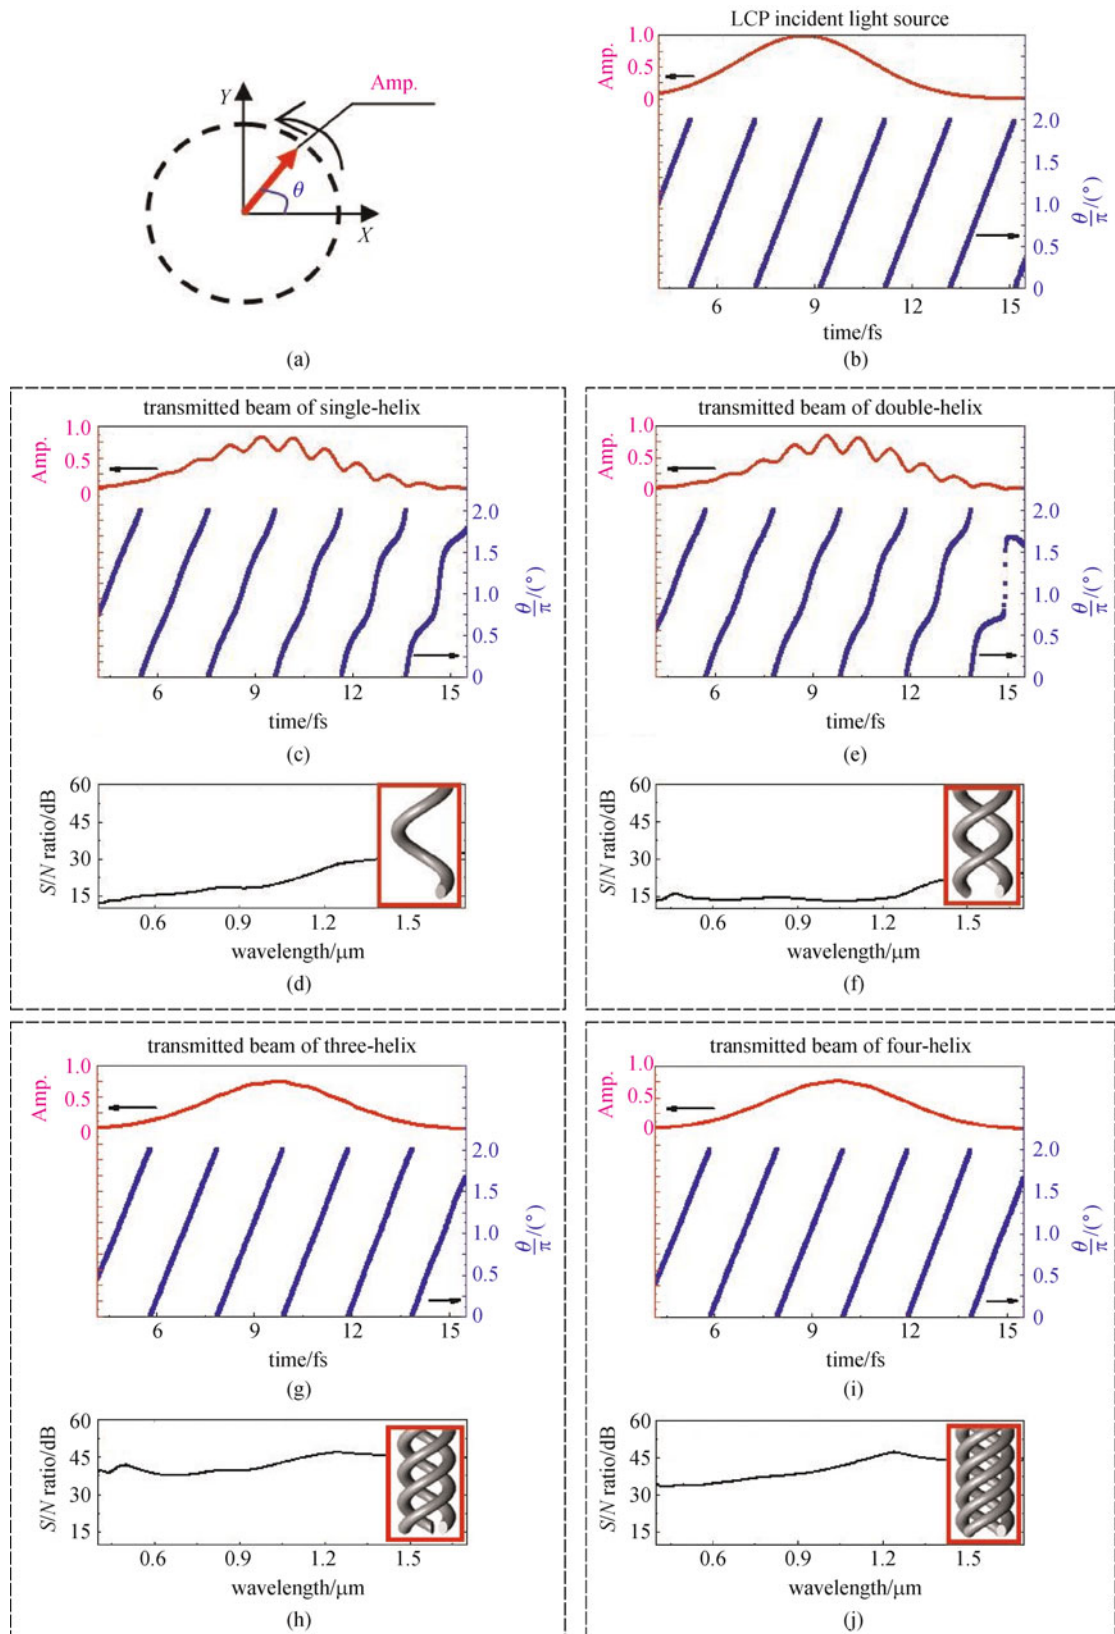 LCP incident light source
Amp.
Y
θ
X
(a)
Amp.
1.0
0.5
0
2.0
1.5
1.0
0.5
0
θ/π/(°)
6 9 12 15
time/fs
(b)
transmitted beam of single-helix
Amp.
1.0
0.5
0
2.0
1.5
1.0
0.5
0
θ/π/(°)
6 9 12 15
time/fs
(c)
S/N ratio/dB
60
45
30
15
0.6 0.9 1.2 1.5
wavelength/μm
(d)
transmitted beam of double-helix
Amp.
1.0
0.5
0
2.0
1.5
1.0
0.5
0
θ/π/(°)
6 9 12 15
time/fs
(e)
S/N ratio/dB
60
45
30
15
0.6 0.9 1.2 1.5
wavelength/μm
(f)
transmitted beam of three-helix
Amp.
1.0
0.5
0
2.0
1.5
1.0
0.5
0
θ/π/(°)
6 9 12 15
time/fs
(g)
S/N ratio/dB
60
45
30
15
0.6 0.9 1.2 1.5
wavelength/μm
(h)
transmitted beam of four-helix
Amp.
1.0
0.5
0
2.0
1.5
1.0
0.5
0
θ/π/(°)
6 9 12 15
time/fs
(i)
S/N ratio/dB
60
45
30
15
0.6 0.9 1.2 1.5
wavelength/μm
(j)